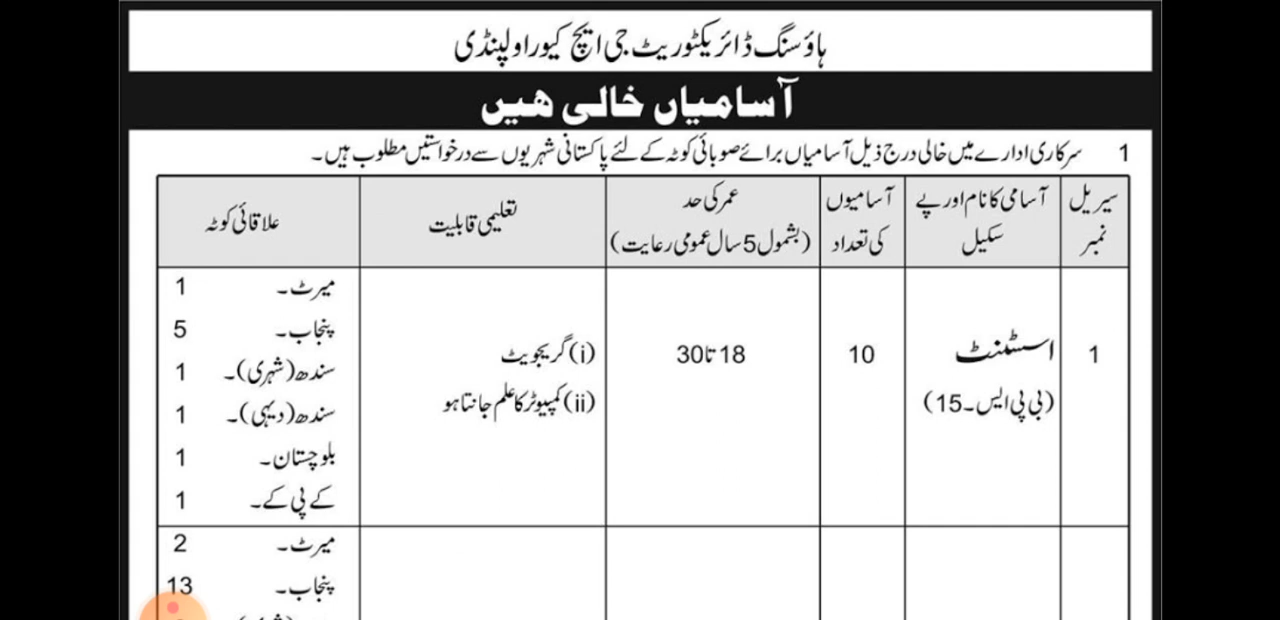 ہاؤسنگ ڈائریکٹوریٹ جی ایچ کیو راولپنڈی
آسامیاں خالی ہیں
1 سرکاری ادارے میں خالی درج ذیل آسامیاں برائے صوبائی کوٹہ کے لئے پاکستانی شہریوں سے درخواستیں مطلوب ہیں۔
سیریل نمبر
آسامی کا نام اور پے سکیل
آسامیوں کی تعداد
عمر کی حد
(بشمول 5 سال عمومی رعایت)
تعلیمی قابلیت
علاقائی کوٹہ
1
اسسٹنٹ
(بی پی ایس۔15)
10
18 تا 30
(i) گریجویٹ
(ii) کمپیوٹر کا علم جانتا ہو
میرٹ۔ 1
پنجاب۔ 5
سندھ (شہری)۔ 1
سندھ (دیہی)۔ 1
بلوچستان۔ 1
کے پی کے۔ 1
میرٹ۔ 2
پنجاب۔ 13